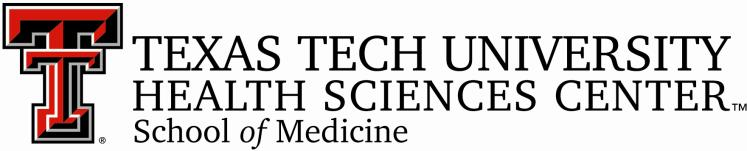 TEXAS TECH UNIVERSITY
HEALTH SCIENCES CENTER™
School of Medicine
®